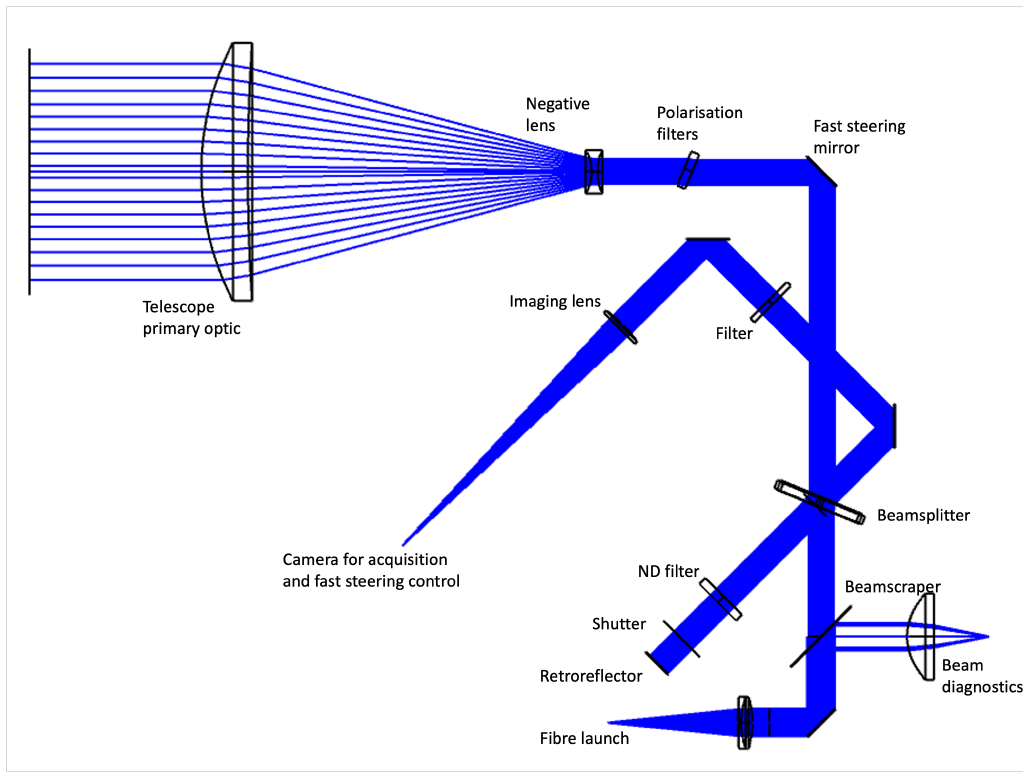 Negative
lens
Polarisation
filters
Fast steering
mirror
Telescope
primary optic
Imaging lens
Filter
Camera for acquisition
and fast steering control
Beamsplitter
ND filter
Beamscraper
Shutter
Retroreflector
Beam
diagnostics
Fibre launch